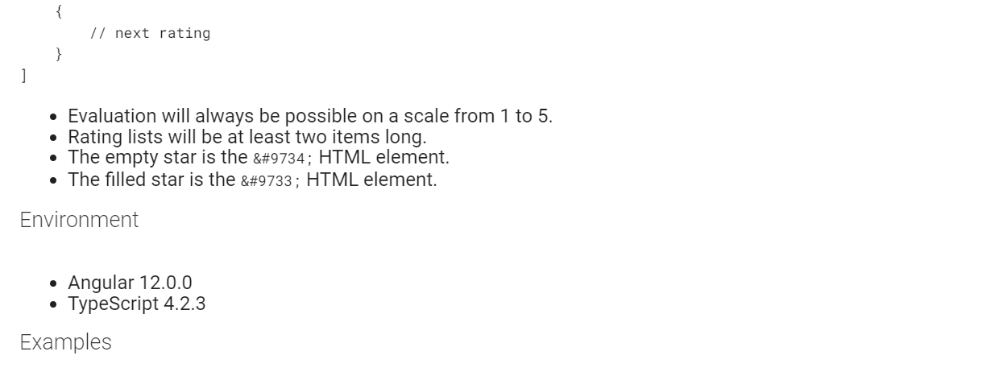 {
// next rating
}
]
Evaluation will always be possible on a scale from 1 to 5.
Rating lists will be at least two items long.
The empty star is the &#9734; HTML element.
The filled star is the &#9733; HTML element.
Environment
Angular 12.0.0
TypeScript 4.2.3
Examples